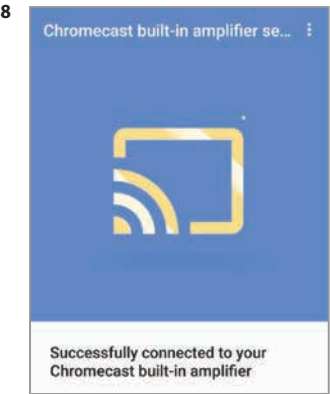 8
Chromecast built-in amplifier se...
Successfully connected to your
Chromecast built-in amplifier